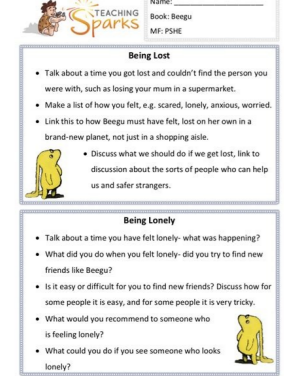 Name:
TEACHING
Sparks
Book: Beegu
MF: PSHE
Being Lost
• Talk about a time you got lost and couldn't find the person you
were with, such as losing your mum in a supermarket.
• Make a list of how you felt, e.g. scared, lonely, anxious, worried.
• Link this to how Beegu must have felt, lost on her own in a
brand-new planet, not just in a shopping aisle.
• Discuss what we should do if we get lost, link to
discussion about the sorts of people who can help
us and safer strangers.
Being Lonely
• Talk about a time you have felt lonely- what was happening?
• What did you do when you felt lonely- did you try to find new
friends like Beegu?
• Is it easy or difficult for you to find new friends? Discuss how for
some people it is easy, and for some people it is very tricky.
• What would you recommend to someone who
is feeling lonely?
• What could you do if you see someone who looks
lonely?